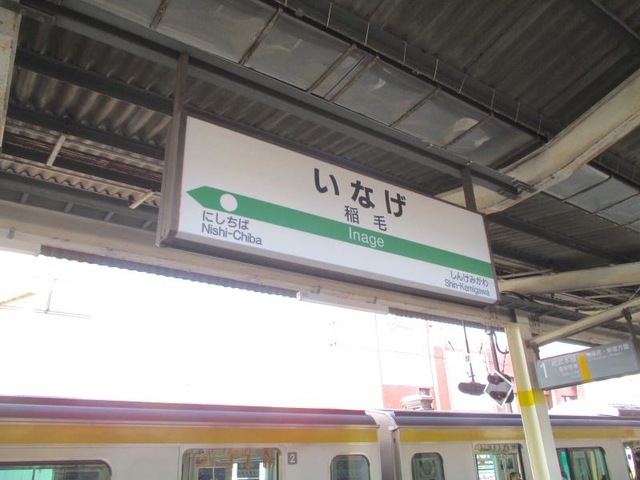 いなげ
稲毛
Inage
にしちば
Nishi-Chiba
しんけみがわ
Shin-Kemigawa
1
2